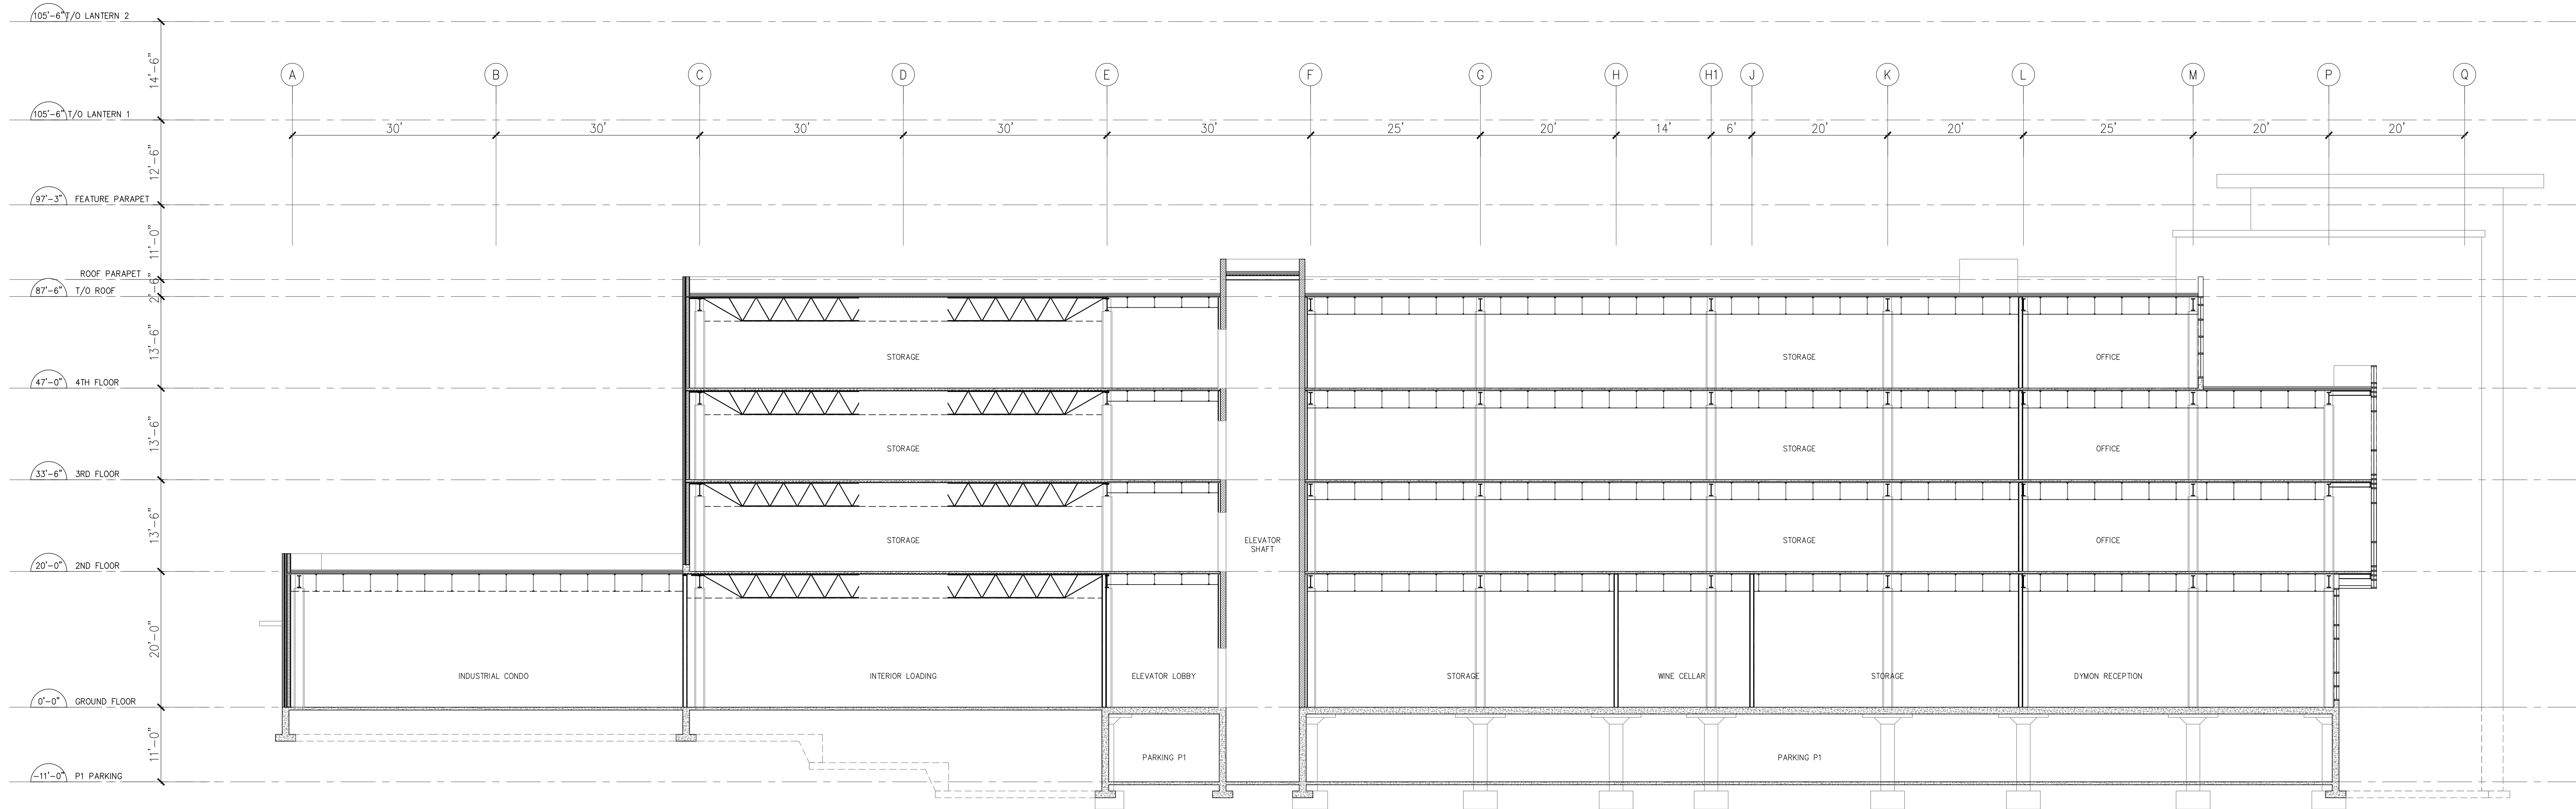 105'-6" T/O LANTERN 2
14'-6"
A B C D E F G H H1 J K L M P Q
105'-6" T/O LANTERN 1
30' 30' 30' 30' 30' 25' 20' 14' 6' 20' 20' 25' 20' 20'
12'-6"
97'-3" FEATURE PARAPET
11'-0"
ROOF PARAPET
2'-6"
87'-6" T/O ROOF
13'-6"
STORAGE STORAGE OFFICE
47'-0" 4TH FLOOR
13'-6"
STORAGE STORAGE OFFICE
33'-6" 3RD FLOOR
13'-6"
STORAGE ELEVATOR STORAGE OFFICE
SHAFT
20'-0" 2ND FLOOR
20'-0"
INDUSTRIAL CONDO INTERIOR LOADING ELEVATOR LOBBY STORAGE WINE CELLAR STORAGE DYMON RECEPTION
0'-0" GROUND FLOOR
11'-0"
PARKING P1 PARKING P1
-11'-0" P1 PARKING